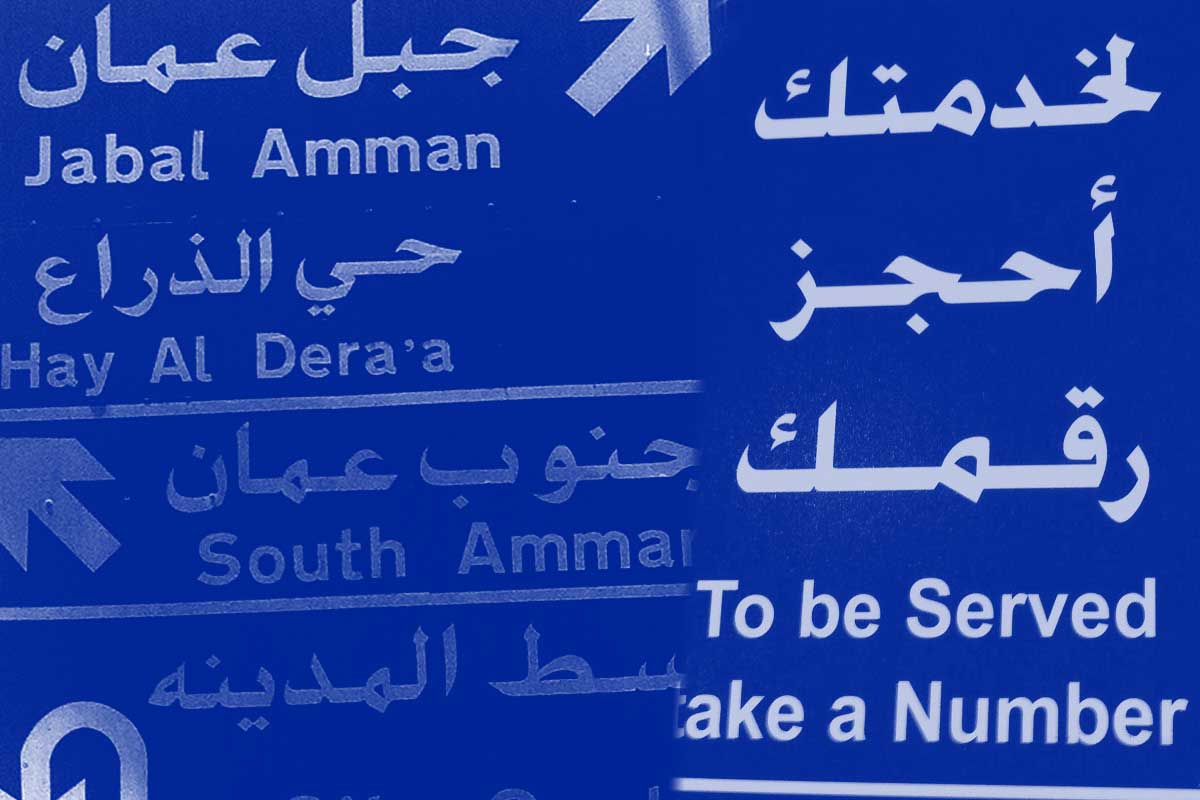 جبل عمان
Jabal Amman
حي الذراع
Hay Al Dera'a
جنوب عمان
South Amman
وسط المدينه
لخدمتك
أحجز
رقمك
To be Served
take a Number